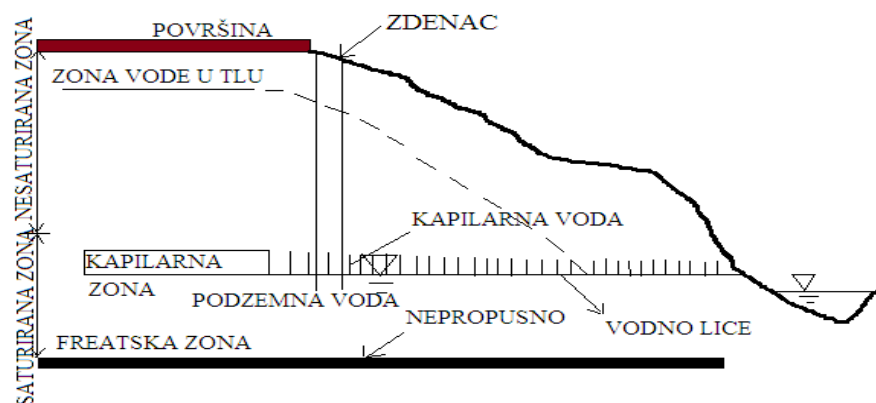 POVRŠINA
ZDENAC
ZONA VODE U TLU
NESATURIRANA ZONA
KAPILARNA VODA
KAPILARNA
ZONA
PODZEMNA VODA
NEPROPUSNO
VODNO LICE
FREATSKA ZONA
SATURIRANA ZONA